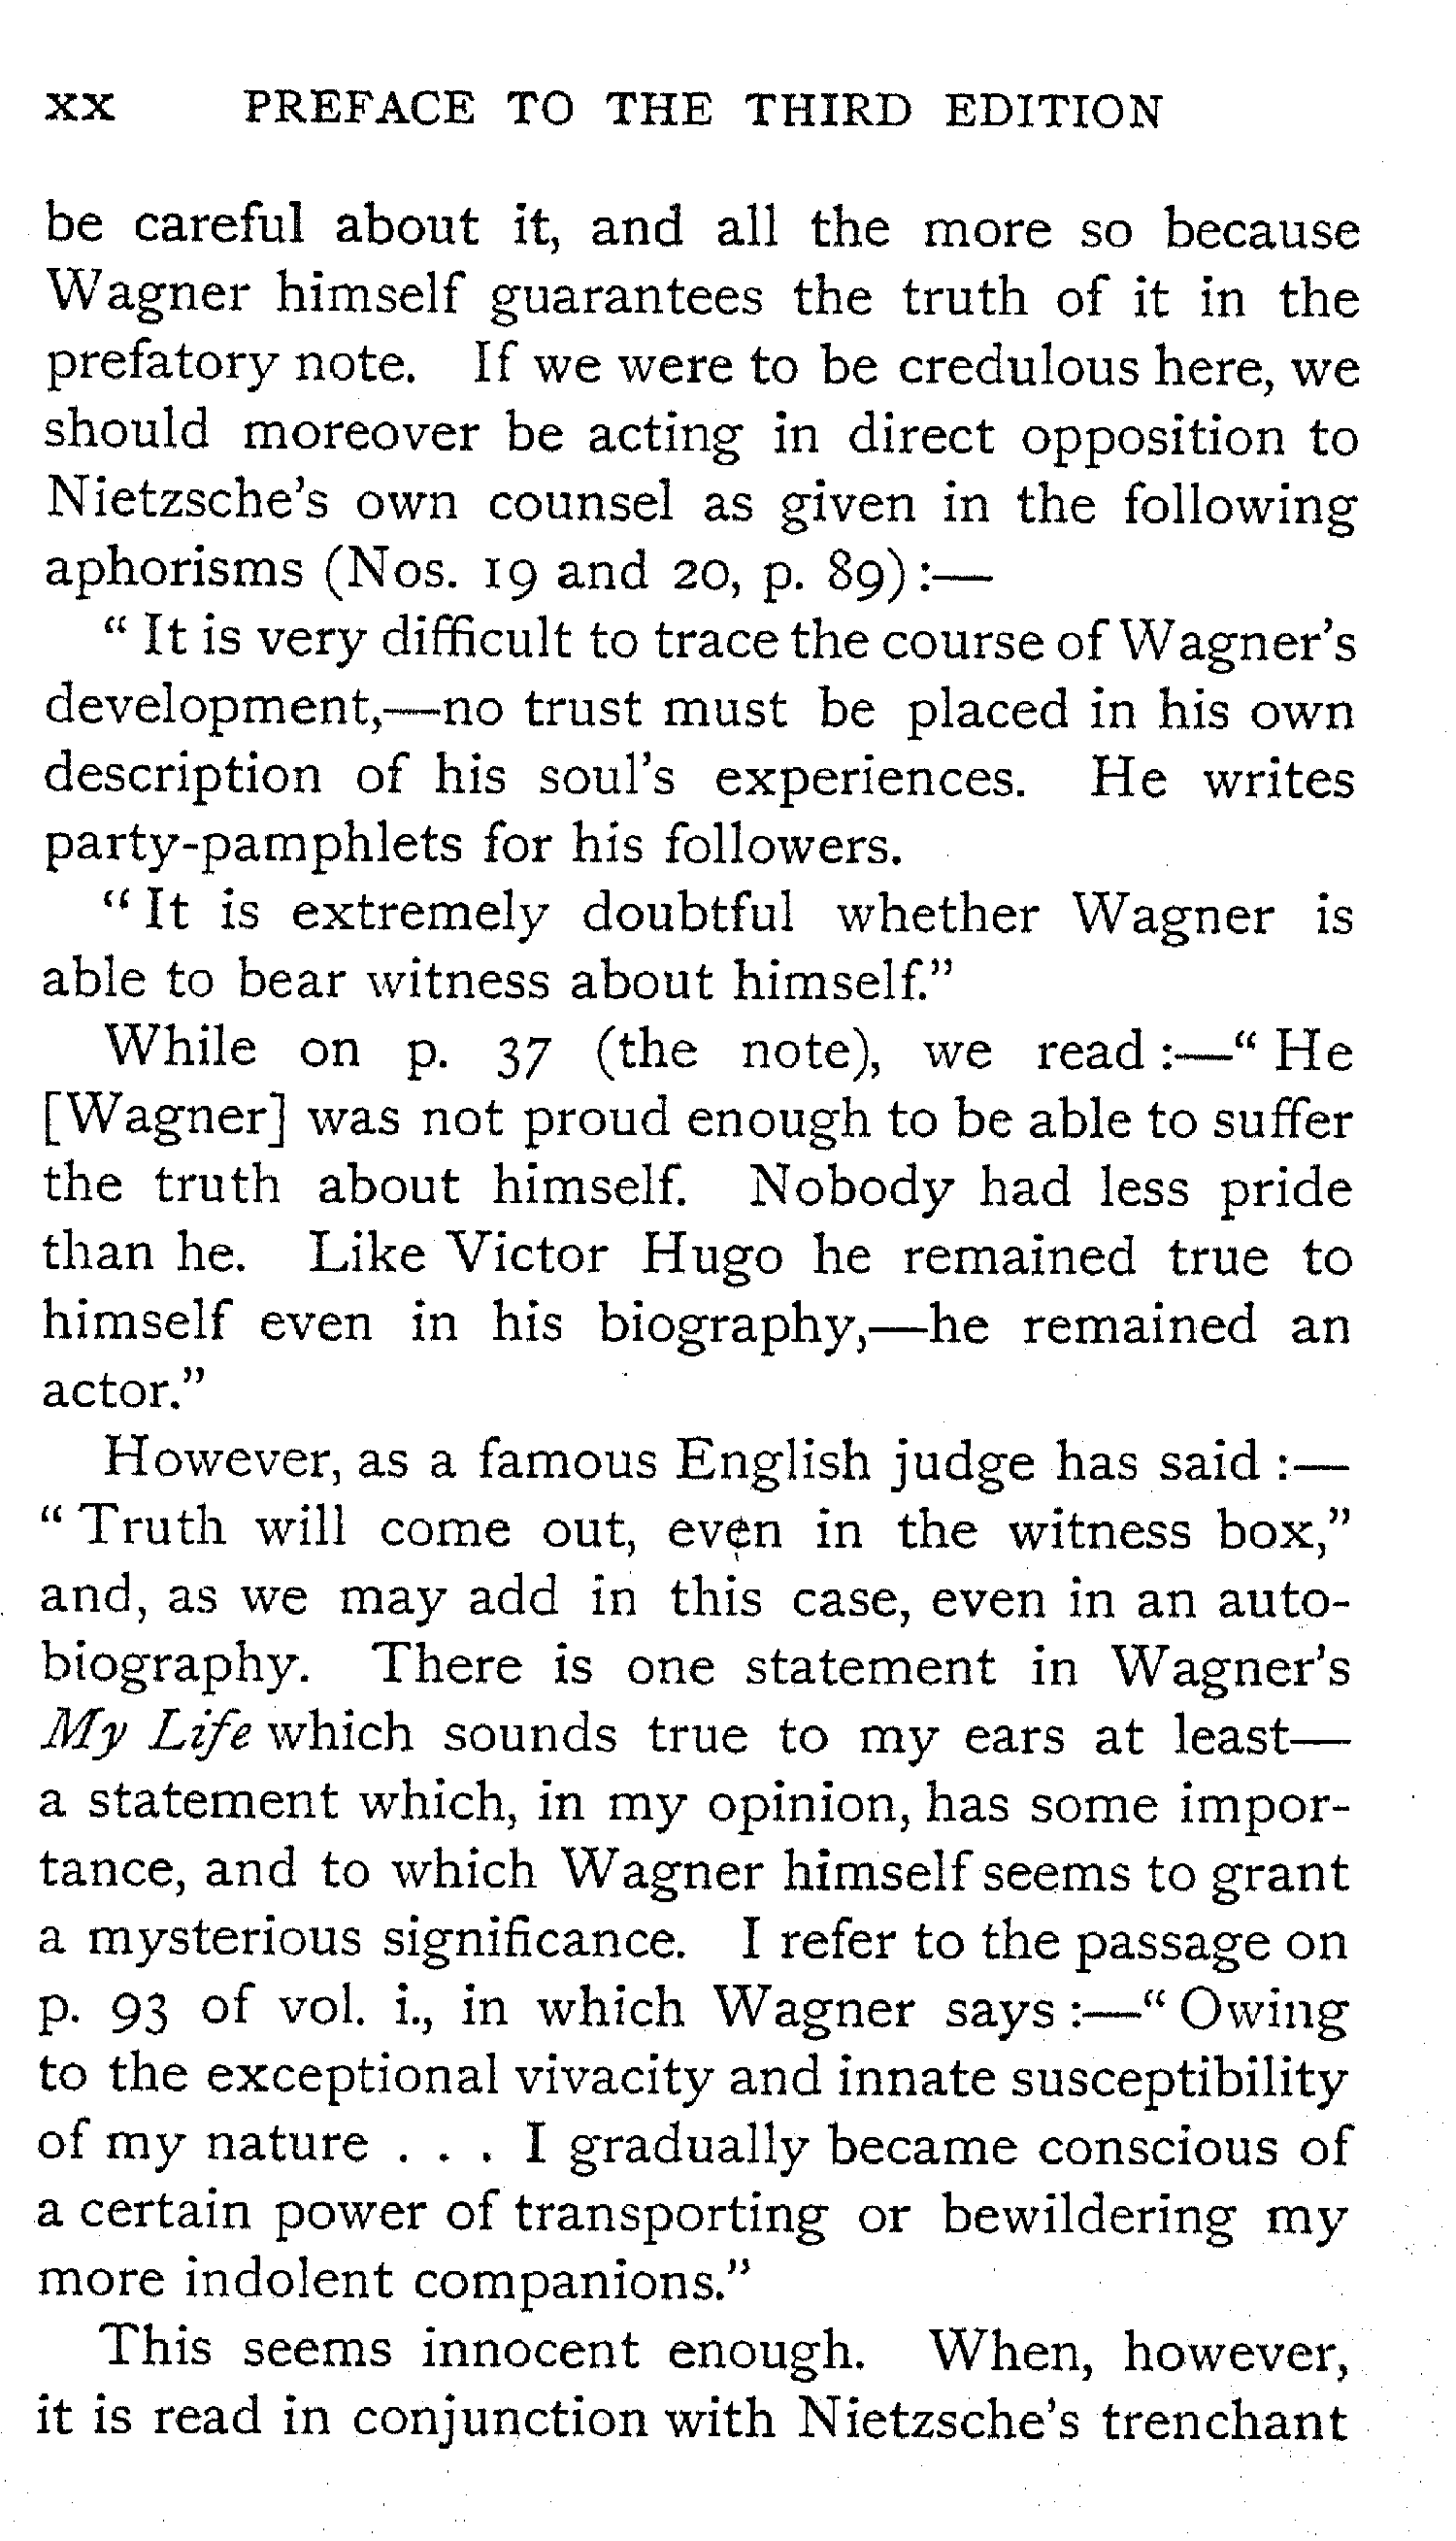 xx PREFACE TO THE THIRD EDITION
be careful about it, and all the more so because
Wagner himself guarantees the truth of it in the
prefatory note. If we were to be credulous here, we
should moreover be acting in direct opposition to
Nietzsche's own counsel as given in the following
aphorisms (Nos. 19 and 20, p. 89) :—
“ It is very difficult to trace the course of Wagner's
development,—no trust must be placed in his own
description of his soul's experiences. He writes
party-pamphlets for his followers.
“ It is extremely doubtful whether Wagner is
able to bear witness about himself.”
While on p. 37 (the note), we read :—“ He
[Wagner] was not proud enough to be able to suffer
the truth about himself. Nobody had less pride
than he. Like Victor Hugo he remained true to
himself even in his biography,—he remained an
actor.”
However, as a famous English judge has said :—
“ Truth will come out, even in the witness box,”
and, as we may add in this case, even in an auto-
biography. There is one statement in Wagner's
My Life which sounds true to my ears at least—
a statement which, in my opinion, has some impor-
tance, and to which Wagner himself seems to grant
a mysterious significance. I refer to the passage on
p. 93 of vol. i., in which Wagner says :—“ Owing
to the exceptional vivacity and innate susceptibility
of my nature . . . I gradually became conscious of
a certain power of transporting or bewildering my
more indolent companions.”
This seems innocent enough. When, however,
it is read in conjunction with Nietzsche's trenchant